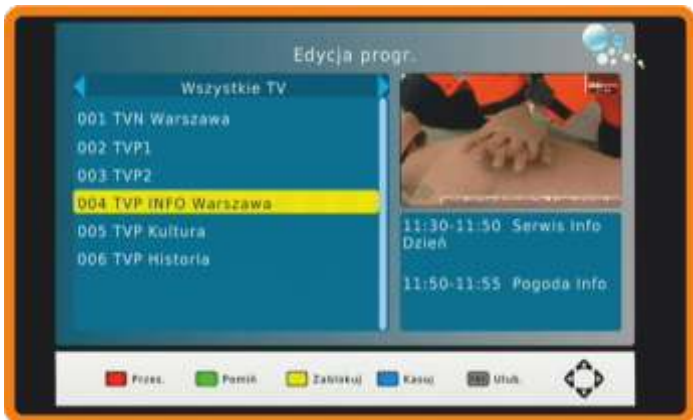 Edycja progr.
Wszystkie TV
001 TVN Warszawa
002 TVP1
003 TVP2
004 TVP INFO Warszawa
005 TVP Kultura
006 TVP Historia
11:30-11:50 Serwis Info
Dzień
11:50-11:55 Pogoda Info
Przes. Pomiń Zablokuj Kasuj Ulub.